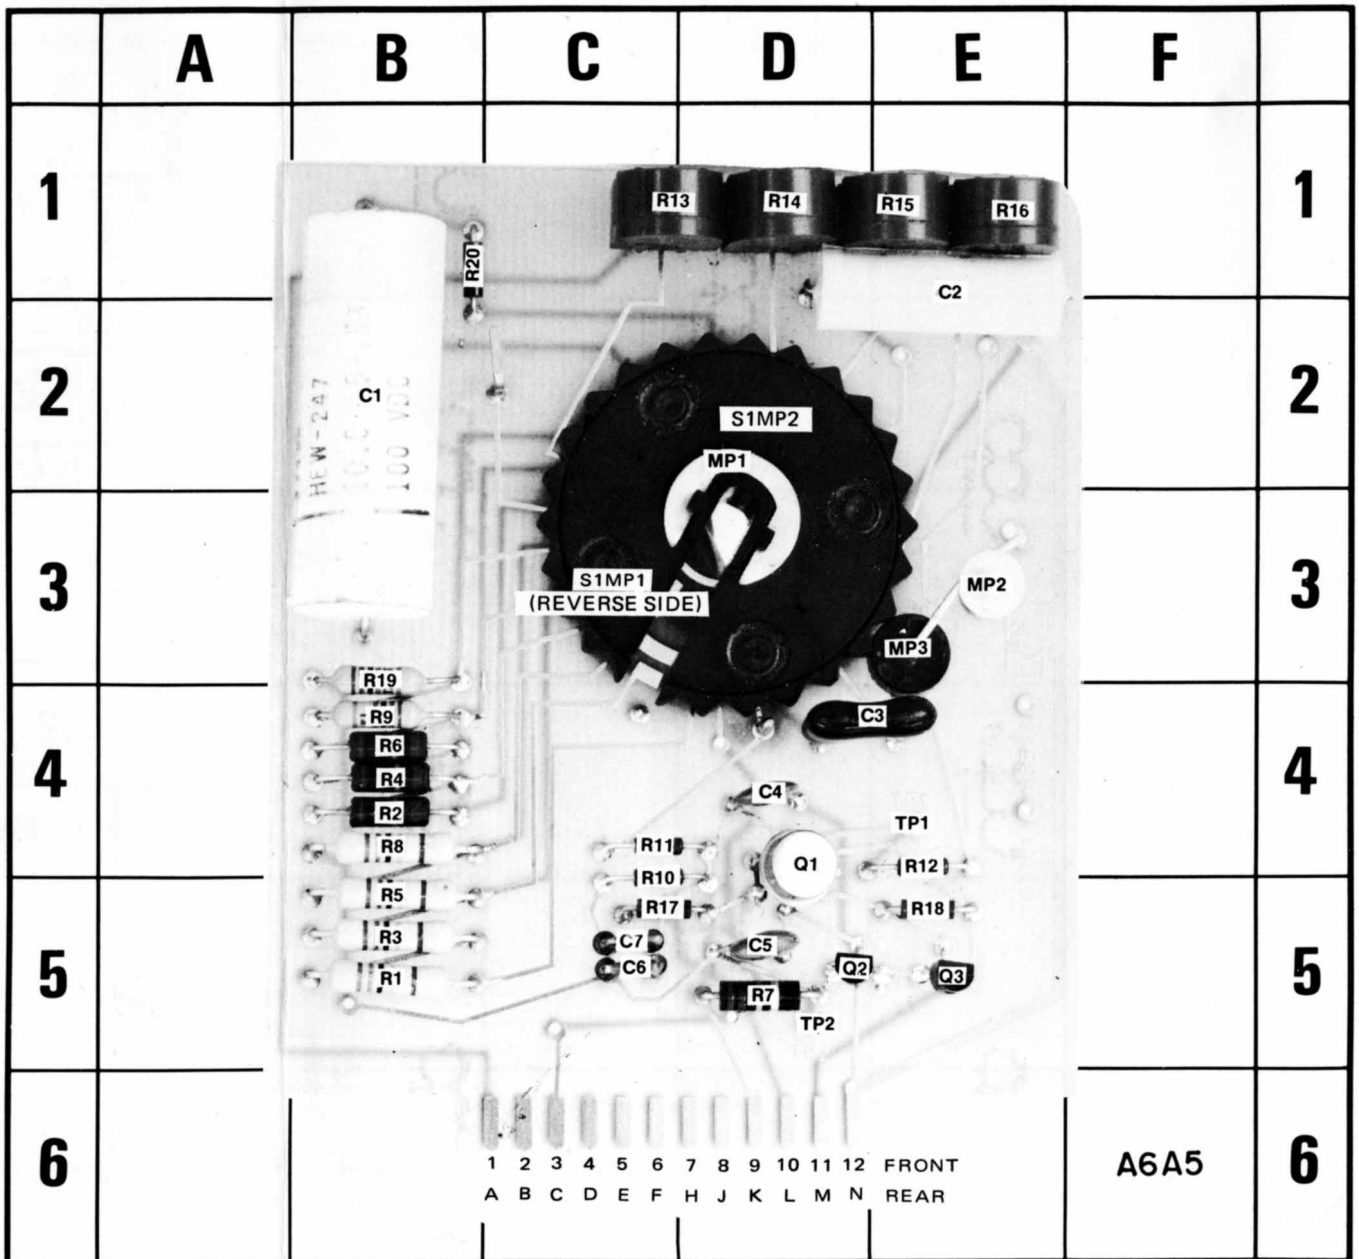 A B C D E F
1 1
R13 R14 R15 R16
R20
C2
2 2
C1
HEW-247
100 VDC
S1MP2
MP1
3 3
S1MP1
(REVERSE SIDE)
MP2
MP3
R19
R9
C3
R6
4 4
R4
C4
R2
TP1
R8
R11
Q1
R12
R10
R5
R17
R18
R3
C7
C5
C6
Q2
Q3
5 5
R1
R7
TP2
6 6
1 2 3 4 5 6 7 8 9 10 11 12 FRONT
A B C D E F H J K L M N REAR
A6A5